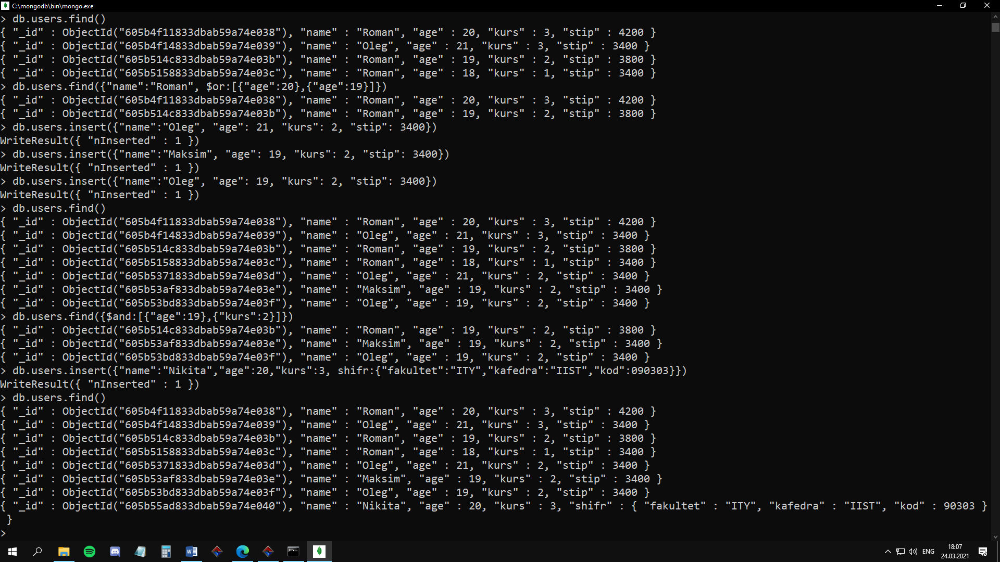 C:\mongodb\bin\mongo.exe
> db.users.find()
{ "_id" : ObjectId("605b4f11833dbab59a74e038"), "name" : "Roman", "age" : 20, "kurs" : 3, "stip" : 4200 }
{ "_id" : ObjectId("605b4f14833dbab59a74e039"), "name" : "Oleg", "age" : 21, "kurs" : 3, "stip" : 3400 }
{ "_id" : ObjectId("605b514c833dbab59a74e03b"), "name" : "Roman", "age" : 19, "kurs" : 2, "stip" : 3800 }
{ "_id" : ObjectId("605b5158833dbab59a74e03c"), "name" : "Roman", "age" : 18, "kurs" : 1, "stip" : 3400 }
> db.users.find({"name":"Roman", $or:[{"age":20},{"age":19}]})
{ "_id" : ObjectId("605b4f11833dbab59a74e038"), "name" : "Roman", "age" : 20, "kurs" : 3, "stip" : 4200 }
{ "_id" : ObjectId("605b514c833dbab59a74e03b"), "name" : "Roman", "age" : 19, "kurs" : 2, "stip" : 3800 }
> db.users.insert({"name":"Oleg", "age": 21, "kurs": 2, "stip": 3400})
WriteResult({ "nInserted" : 1 })
> db.users.insert({"name":"Maksim", "age": 19, "kurs": 2, "stip": 3400})
WriteResult({ "nInserted" : 1 })
> db.users.insert({"name":"Oleg", "age": 19, "kurs": 2, "stip": 3400})
WriteResult({ "nInserted" : 1 })
> db.users.find()
{ "_id" : ObjectId("605b4f11833dbab59a74e038"), "name" : "Roman", "age" : 20, "kurs" : 3, "stip" : 4200 }
{ "_id" : ObjectId("605b4f14833dbab59a74e039"), "name" : "Oleg", "age" : 21, "kurs" : 3, "stip" : 3400 }
{ "_id" : ObjectId("605b514c833dbab59a74e03b"), "name" : "Roman", "age" : 19, "kurs" : 2, "stip" : 3800 }
{ "_id" : ObjectId("605b5158833dbab59a74e03c"), "name" : "Roman", "age" : 18, "kurs" : 1, "stip" : 3400 }
{ "_id" : ObjectId("605b5371833dbab59a74e03d"), "name" : "Oleg", "age" : 21, "kurs" : 2, "stip" : 3400 }
{ "_id" : ObjectId("605b53af833dbab59a74e03e"), "name" : "Maksim", "age" : 19, "kurs" : 2, "stip" : 3400 }
{ "_id" : ObjectId("605b53bd833dbab59a74e03f"), "name" : "Oleg", "age" : 19, "kurs" : 2, "stip" : 3400 }
> db.users.find({$and:[{"age":19},{"kurs":2}]})
{ "_id" : ObjectId("605b514c833dbab59a74e03b"), "name" : "Roman", "age" : 19, "kurs" : 2, "stip" : 3800 }
{ "_id" : ObjectId("605b53af833dbab59a74e03e"), "name" : "Maksim", "age" : 19, "kurs" : 2, "stip" : 3400 }
{ "_id" : ObjectId("605b53bd833dbab59a74e03f"), "name" : "Oleg", "age" : 19, "kurs" : 2, "stip" : 3400 }
> db.users.insert({"name":"Nikita","age":20,"kurs":3, shifr:{"fakultet":"ITY","kafedra":"IIST","kod":090303}})
WriteResult({ "nInserted" : 1 })
> db.users.find()
{ "_id" : ObjectId("605b4f11833dbab59a74e038"), "name" : "Roman", "age" : 20, "kurs" : 3, "stip" : 4200 }
{ "_id" : ObjectId("605b4f14833dbab59a74e039"), "name" : "Oleg", "age" : 21, "kurs" : 3, "stip" : 3400 }
{ "_id" : ObjectId("605b514c833dbab59a74e03b"), "name" : "Roman", "age" : 19, "kurs" : 2, "stip" : 3800 }
{ "_id" : ObjectId("605b5158833dbab59a74e03c"), "name" : "Roman", "age" : 18, "kurs" : 1, "stip" : 3400 }
{ "_id" : ObjectId("605b5371833dbab59a74e03d"), "name" : "Oleg", "age" : 21, "kurs" : 2, "stip" : 3400 }
{ "_id" : ObjectId("605b53af833dbab59a74e03e"), "name" : "Maksim", "age" : 19, "kurs" : 2, "stip" : 3400 }
{ "_id" : ObjectId("605b53bd833dbab59a74e03f"), "name" : "Oleg", "age" : 19, "kurs" : 2, "stip" : 3400 }
{ "_id" : ObjectId("605b55ad833dbab59a74e040"), "name" : "Nikita", "age" : 20, "kurs" : 3, "shifr" : { "fakultet" : "ITY", "kafedra" : "IIST", "kod" : 90303 }
 }
>
ENG
18:07
24.03.2021